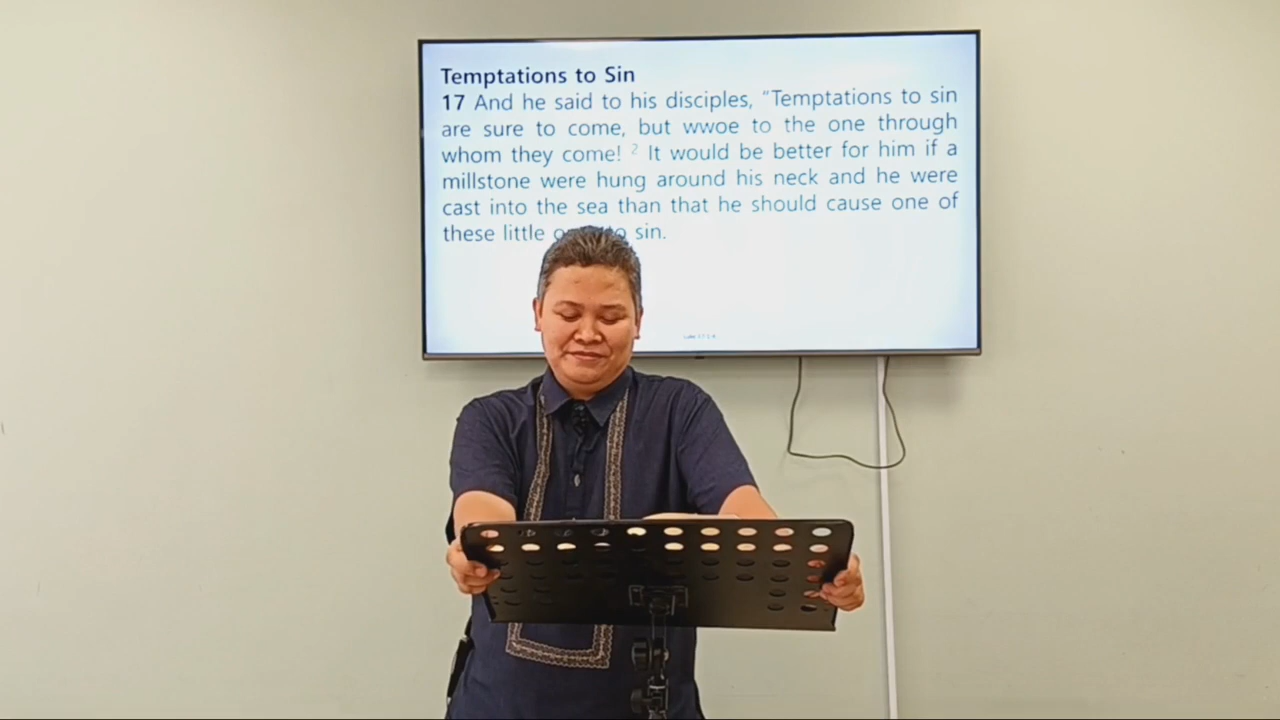 Temptations to Sin
17 And he said to his disciples, “Temptations to sin
are sure to come, but wwoe to the one through
whom they come! 2 It would be better for him if a
millstone were hung around his neck and he were
cast into the sea than that he should cause one of
these little to sin.